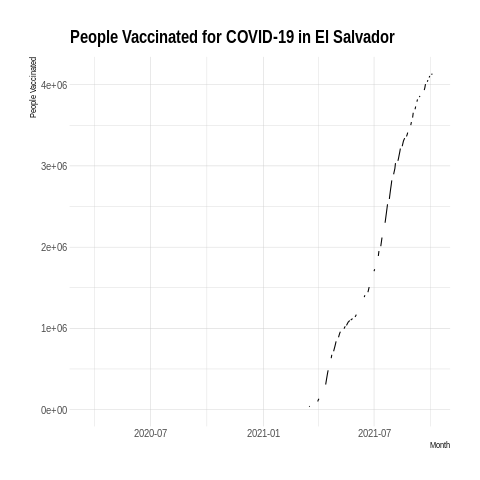 People Vaccinated for COVID-19 in El Salvador
People Vaccinated
4e+06
3e+06
2e+06
1e+06
0e+00
2020-07
2021-01
2021-07
Month